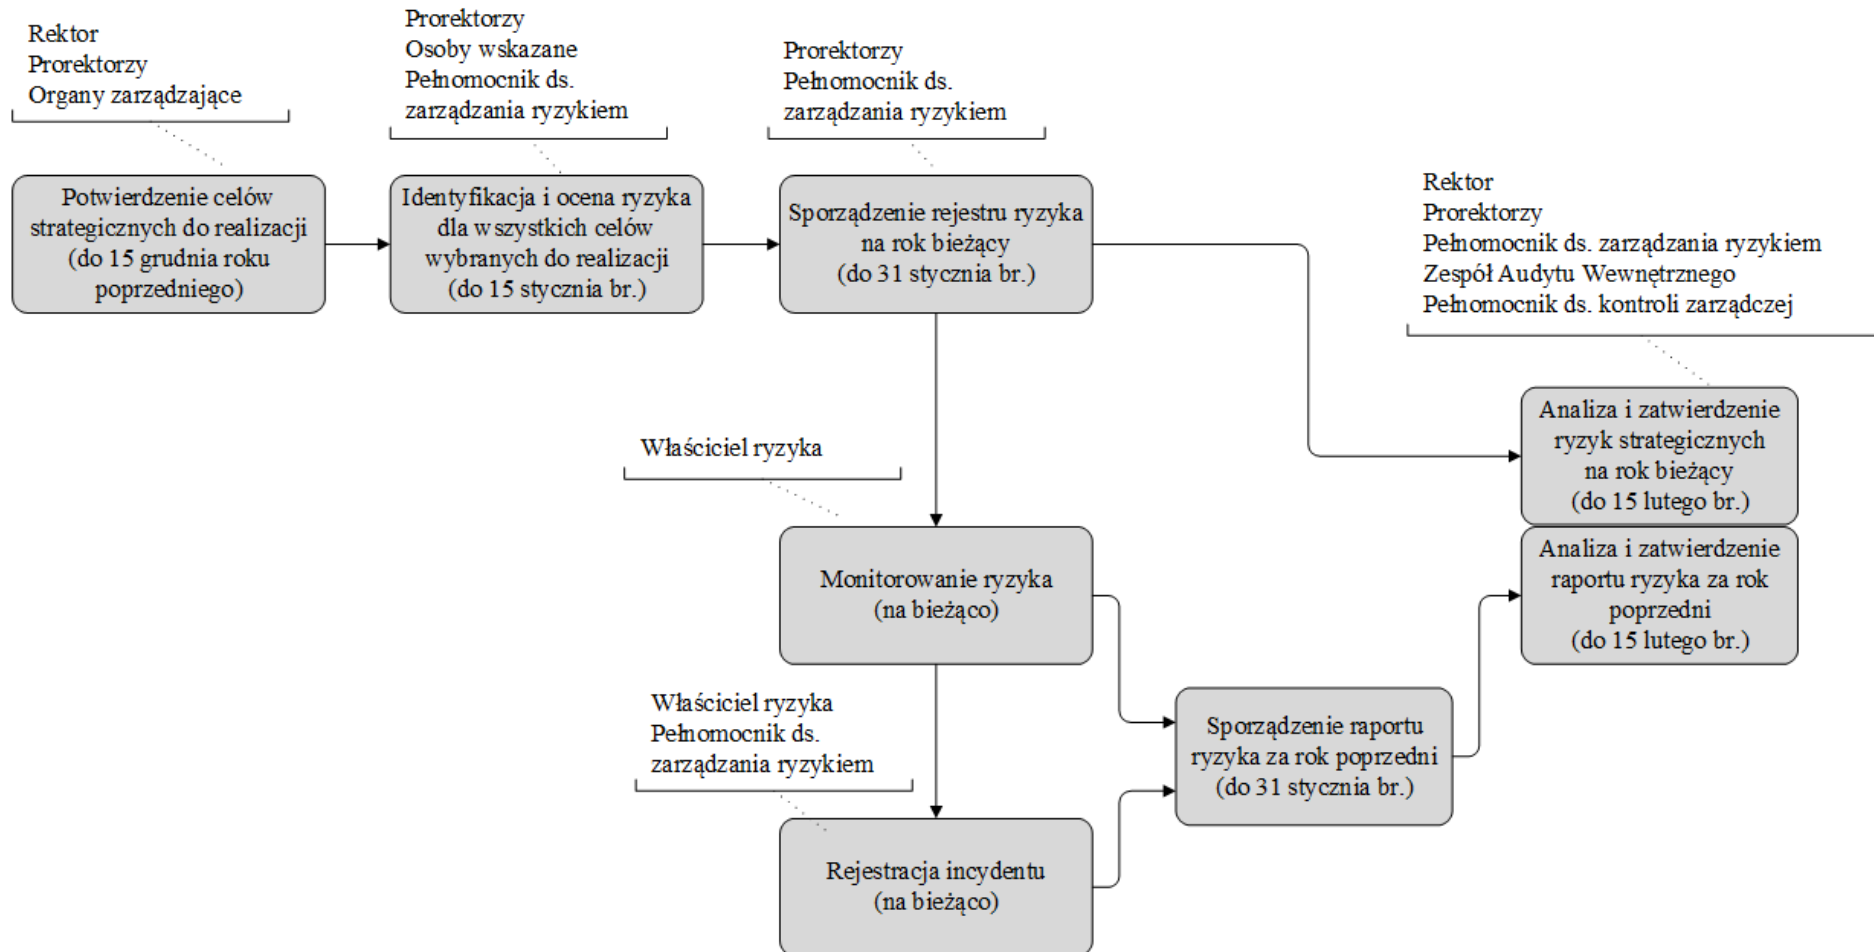 Rektor
Prorektorzy
Organy zarządzające
Prorektorzy
Osoby wskazane
Pełnomocnik ds.
zarządzania ryzykiem
Prorektorzy
Pełnomocnik ds.
zarządzania ryzykiem
Potwierdzenie celów
strategicznych do realizacji
(do 15 grudnia roku
poprzedniego)
Identyfikacja i ocena ryzyka
dla wszystkich celów
wybranych do realizacji
(do 15 stycznia br.)
Sporządzenie rejestru ryzyka
na rok bieżący
(do 31 stycznia br.)
Rektor
Prorektorzy
Pełnomocnik ds. zarządzania ryzykiem
Zespół Audytu Wewnętrznego
Pełnomocnik ds. kontroli zarządczej
Analiza i zatwierdzenie
ryzyk strategicznych
na rok bieżący
(do 15 lutego br.)
Właściciel ryzyka
Monitorowanie ryzyka
(na bieżąco)
Analiza i zatwierdzenie
raportu ryzyka za rok
poprzedni
(do 15 lutego br.)
Właściciel ryzyka
Pełnomocnik ds.
zarządzania ryzykiem
Sporządzenie raportu
ryzyka za rok poprzedni
(do 31 stycznia br.)
Rejestracja incydentu
(na bieżąco)